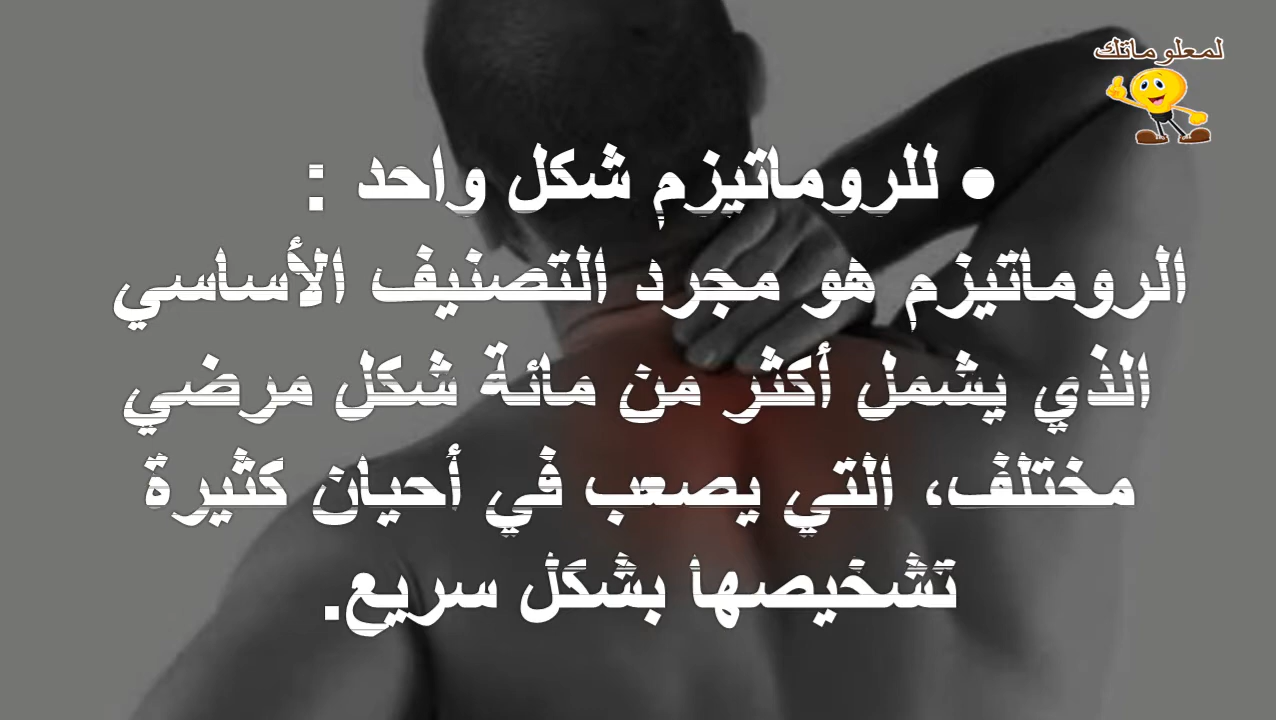 لمعلوماتك
• للروماتيزم شكل واحد :
الروماتيزم هو مجرد التصنيف الأساسي
الذي يشمل أكثر من مائة شكل مرضي
مختلف، التي يصعب في أحيان كثيرة
تشخيصها بشكل سريع.